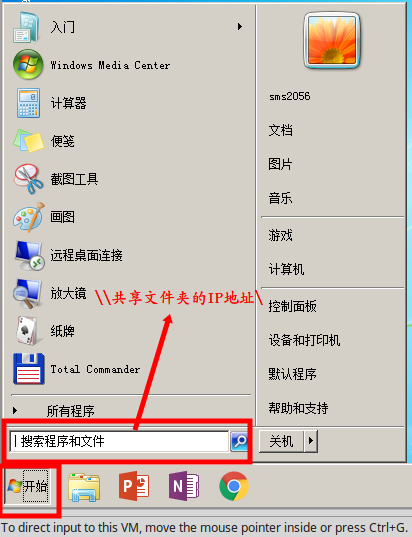 入门
Windows Media Center
计算器
便笺
截图工具
画图
远程桌面连接
放大镜
纸牌
Total Commander
所有程序
搜索程序和文件
\\共享文件夹的IP地址\
sms2056
文档
图片
音乐
游戏
计算机
控制面板
设备和打印机
默认程序
帮助和支持
关机
开始
To direct input to this VM, move the mouse pointer inside or press Ctrl+G.